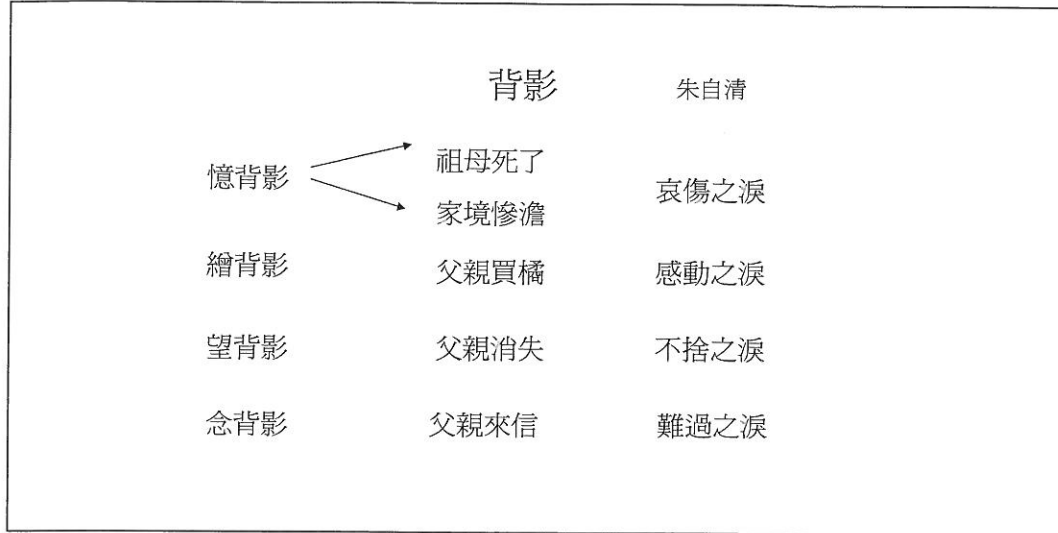 背影 朱自清
祖母死了
憶背影 哀傷之淚
家境慘澹
繪背影 父親買橘 感動之淚
望背影 父親消失 不捨之淚
念背影 父親來信 難過之淚